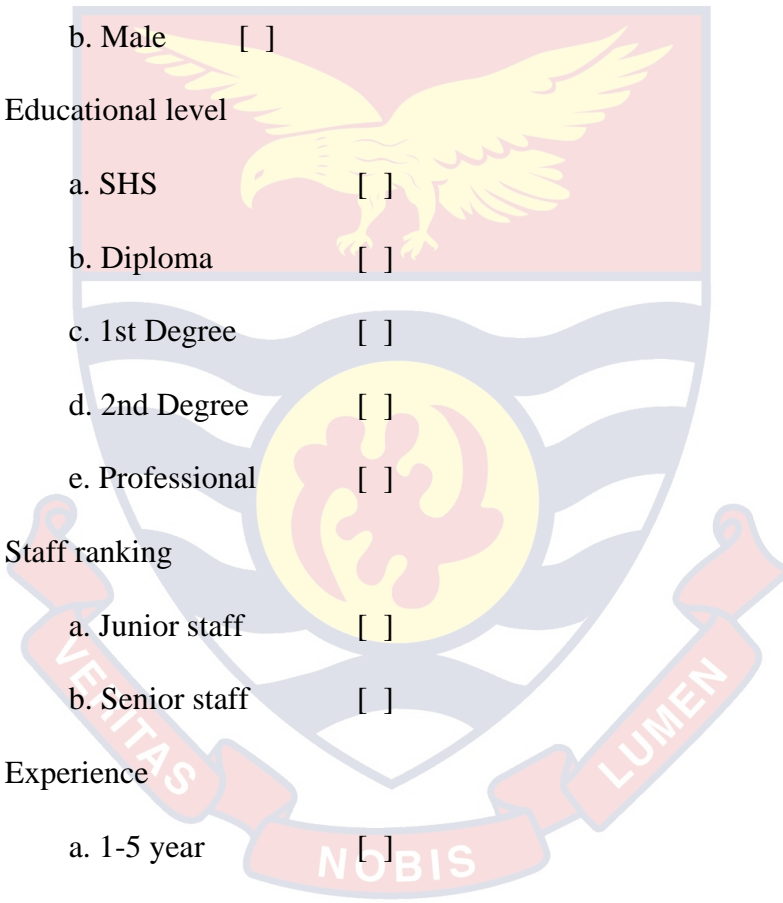 b. Male [ ]
Educational level
a. SHS [ ]
b. Diploma [ ]
c. 1st Degree [ ]
d. 2nd Degree [ ]
e. Professional [ ]
Staff ranking
a. Junior staff [ ]
b. Senior staff [ ]
Experience
a. 1-5 year [ ]
VERITAS NOBIS LUMEN